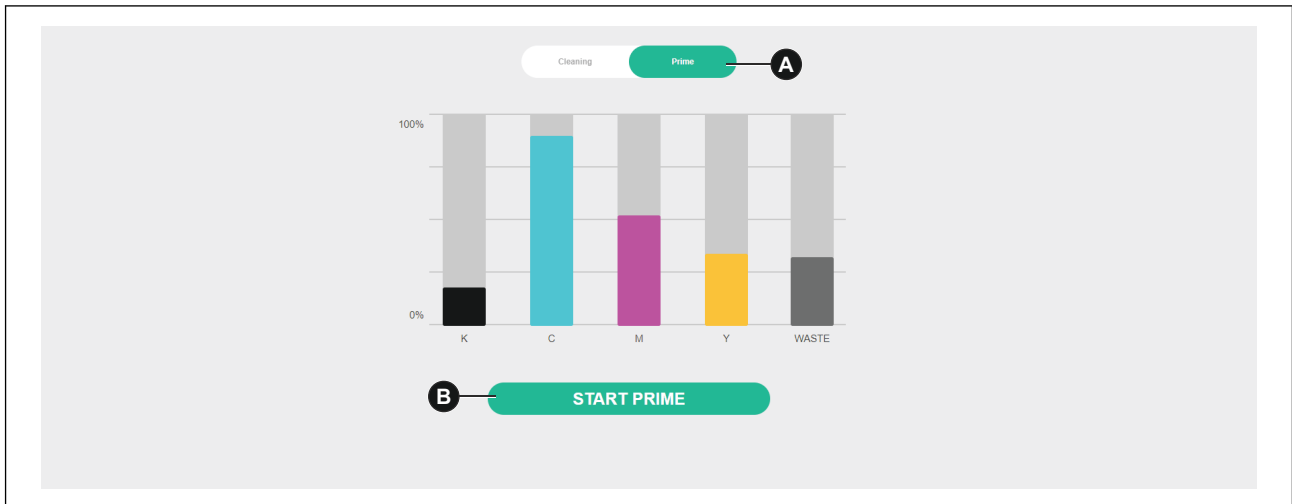 Cleaning Prime A
100%
0%
K C M Y WASTE
B START PRIME